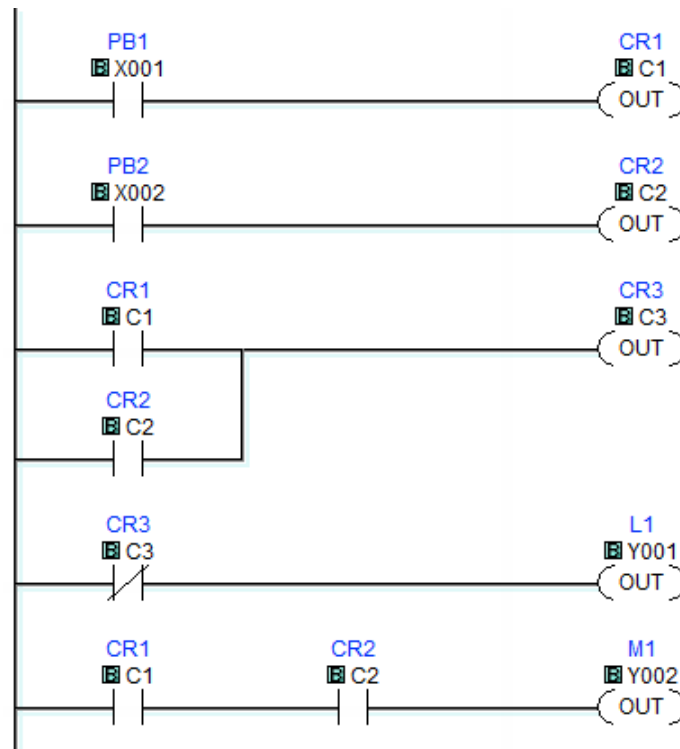 PB1 CR1
B X001 B C1
OUT
PB2 CR2
B X002 B C2
OUT
CR1 CR3
B C1 B C3
OUT
CR2
B C2
CR3 L1
B C3 B Y001
OUT
CR1 CR2 M1
B C1 B C2 B Y002
OUT